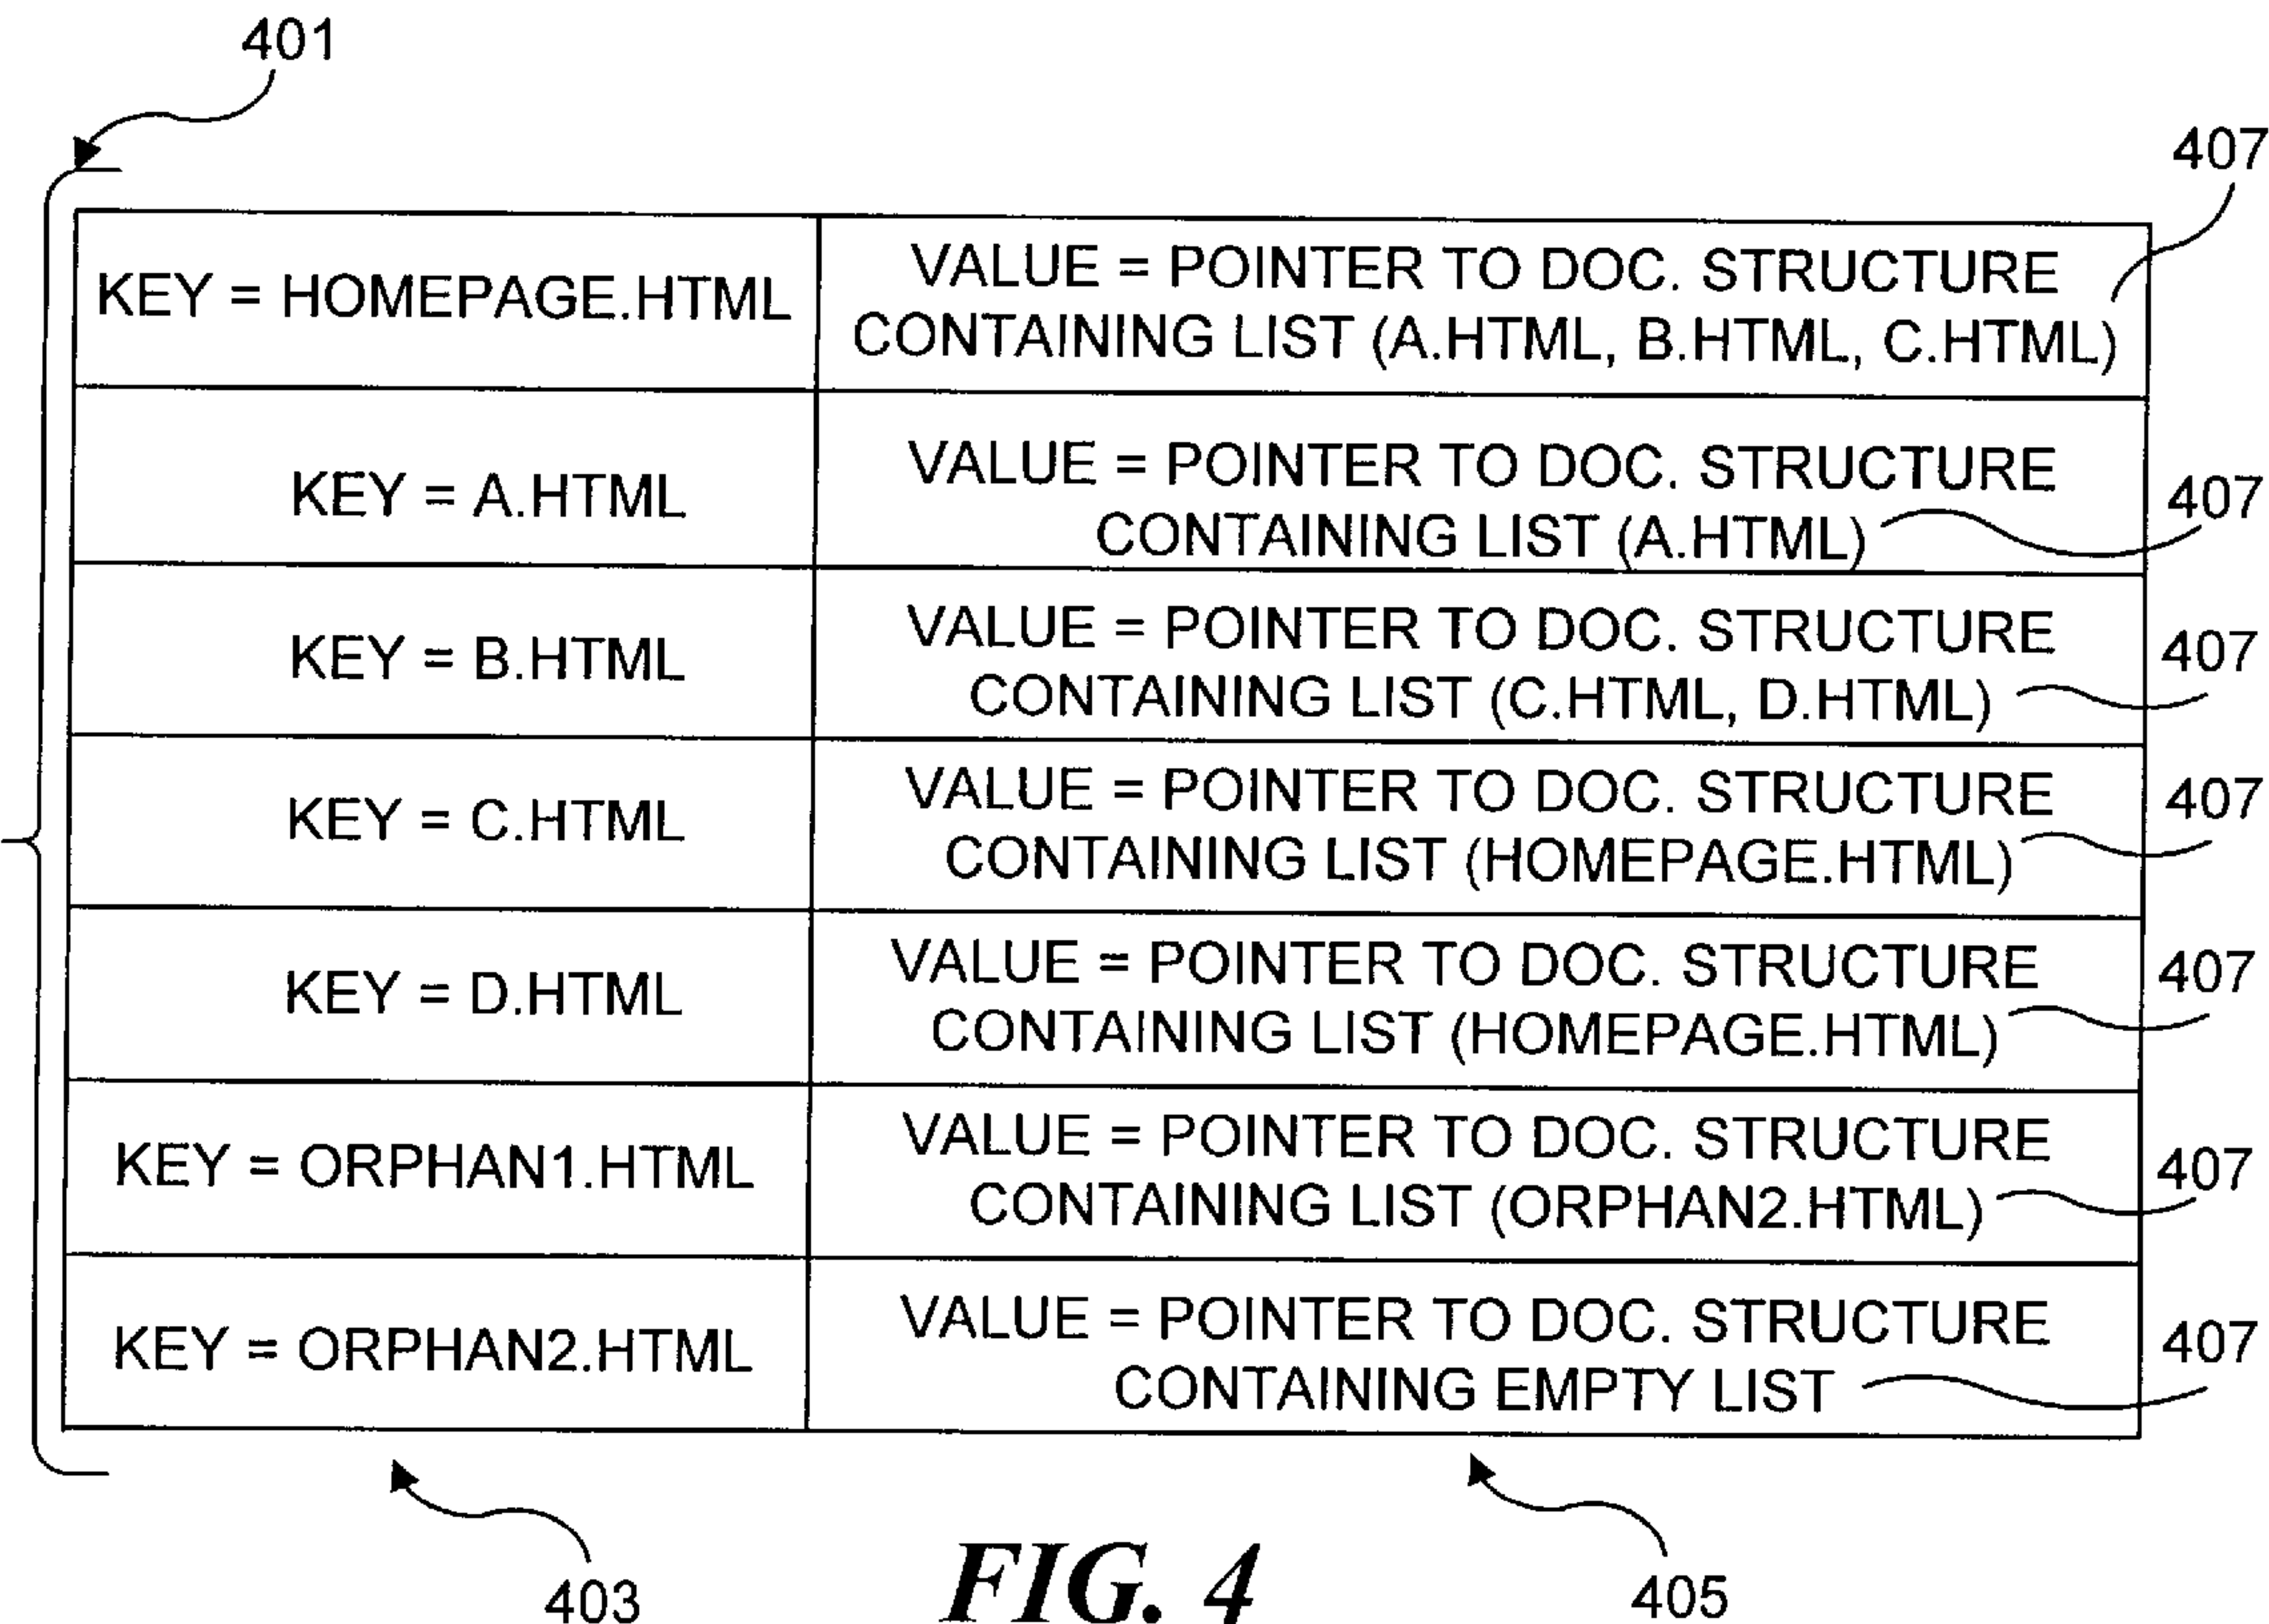 401
407
KEY = HOMEPAGE.HTML
VALUE = POINTER TO DOC. STRUCTURE
CONTAINING LIST (A.HTML, B.HTML, C.HTML)
KEY = A.HTML
VALUE = POINTER TO DOC. STRUCTURE
CONTAINING LIST (A.HTML)
407
KEY = B.HTML
VALUE = POINTER TO DOC. STRUCTURE
CONTAINING LIST (C.HTML, D.HTML)
407
KEY = C.HTML
VALUE = POINTER TO DOC. STRUCTURE
CONTAINING LIST (HOMEPAGE.HTML)
407
KEY = D.HTML
VALUE = POINTER TO DOC. STRUCTURE
CONTAINING LIST (HOMEPAGE.HTML)
407
KEY = ORPHAN1.HTML
VALUE = POINTER TO DOC. STRUCTURE
CONTAINING LIST (ORPHAN2.HTML)
407
KEY = ORPHAN2.HTML
VALUE = POINTER TO DOC. STRUCTURE
CONTAINING EMPTY LIST
407
403
FIG. 4
405